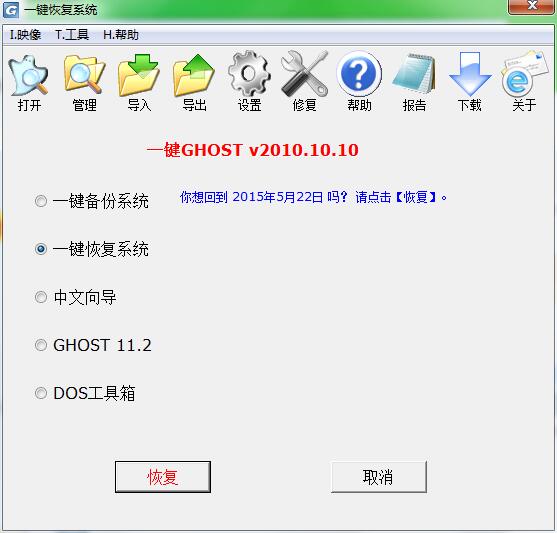 一键恢复系统
I.映像 T.工具 H.帮助
打开 管理 导入 导出 设置 修复 帮助 报告 下载 关于
一键GHOST v2010.10.10
一键备份系统 你想回到 2015年5月22日 吗？ 请点击【恢复】。
一键恢复系统
中文向导
GHOST 11.2
DOS工具箱
恢复 取消